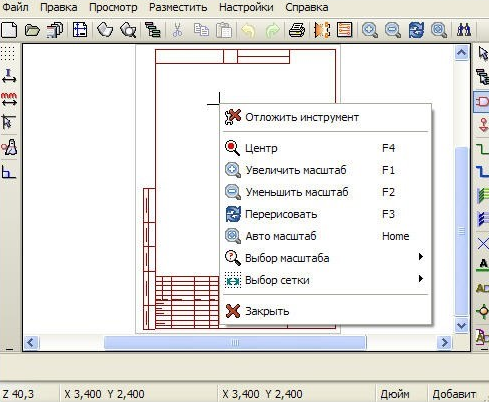 Файл Правка Просмотр Разместить Настройки Справка
Отложить инструмент
Центр F4
Увеличить масштаб F1
Уменьшить масштаб F2
Перерисовать F3
Авто масштаб Home
Выбор масштаба
Выбор сетки
Закрыть
Z 40,3 X 3,400 Y 2,400 X 3,400 Y 2,400 Дюйм Добавит